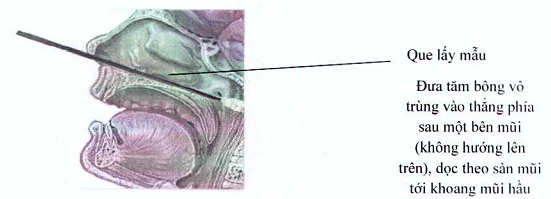 Que lấy mẫu
Đưa tăm bông vô
trùng vào thẳng phía
sau một bên mũi
(không hướng lên
trên), dọc theo sàn mũi
tới khoang mũi hầu